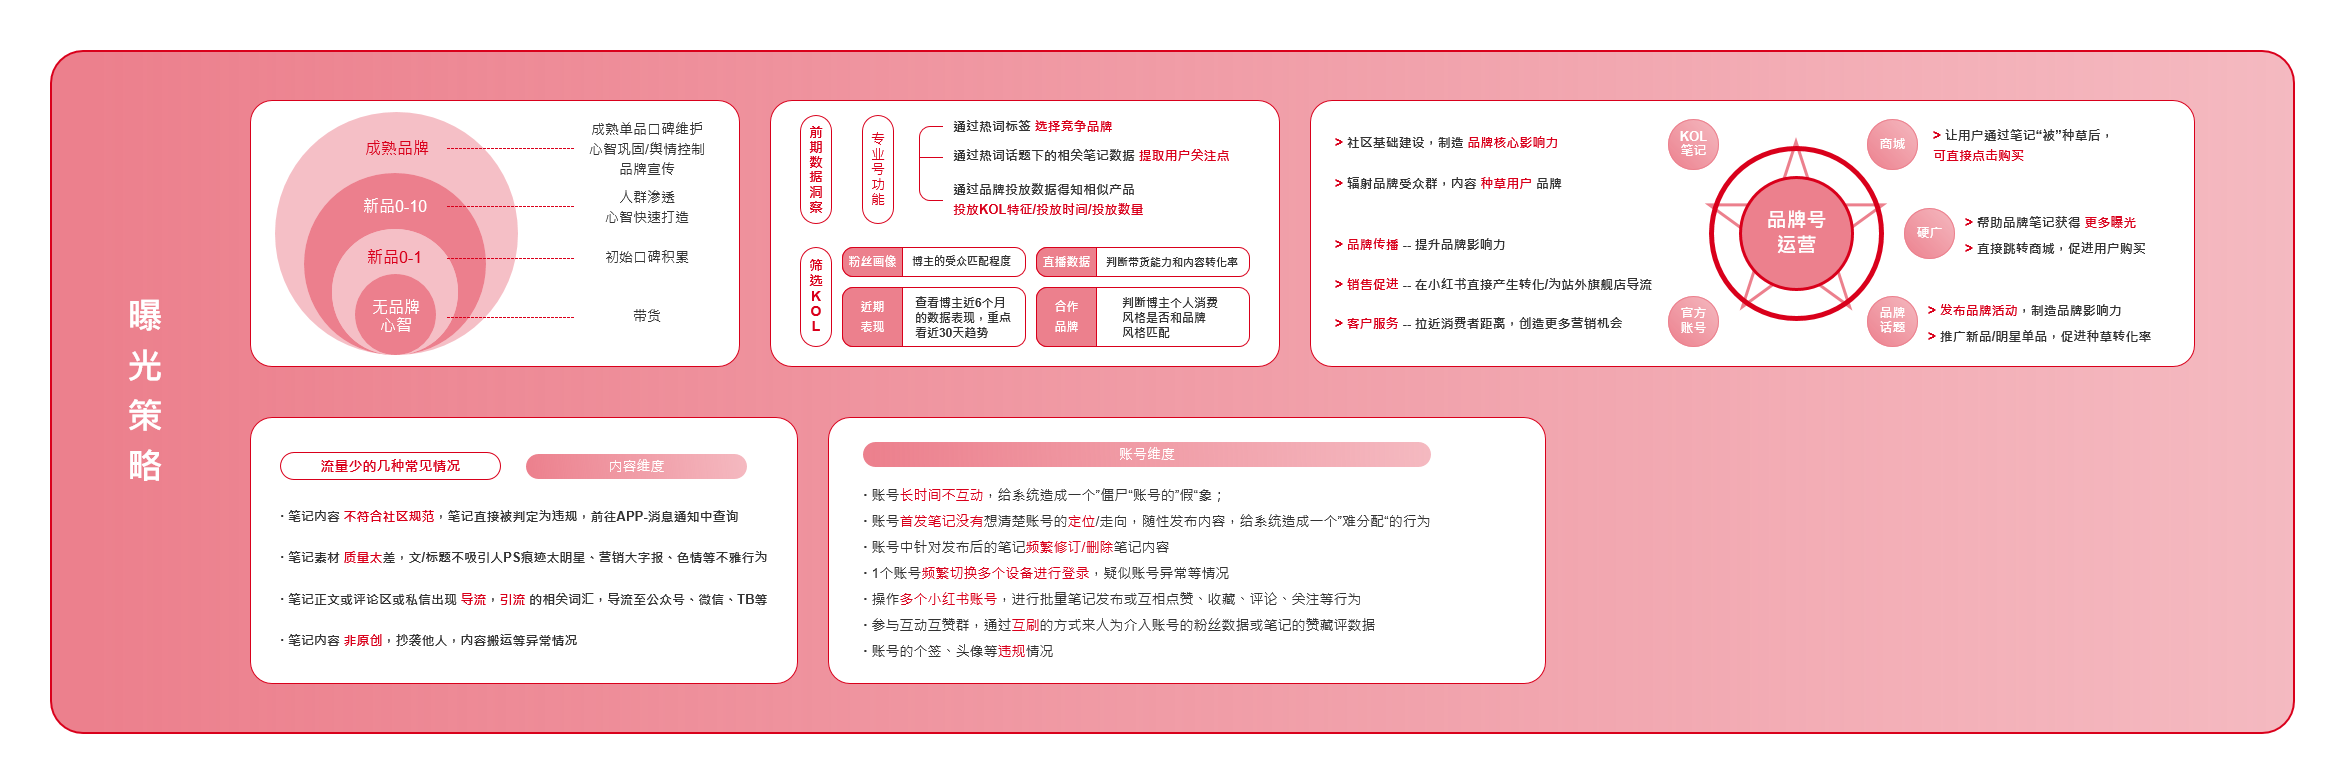 曝光策略
成熟品牌
新品0-10
新品0-1
无品牌
心智
成熟单品口碑维护
心智巩固/舆情控制
品牌宣传
人群渗透
心智快速打造
初始口碑积累
带货
前期数据洞察
专业号功能
通过热词标签 选择竞争品牌
通过热词话题下的相关笔记数据 提取用户关注点
通过品牌投放数据得知相似产品
投放KOL特征/投放时间/投放数量
筛选KOL
粉丝画像
博主的受众匹配程度
直播数据
判断带货能力和内容转化率
近期
表现
查看博主近6个月
的数据表现，重点
看近30天趋势
合作
品牌
判断博主个人消费
风格是否和品牌
风格匹配
> 社区基础建设，制造 品牌核心影响力
> 辐射品牌受众群，内容 种草用户 品牌
> 品牌传播 -- 提升品牌影响力
> 销售促进 -- 在小红书直接产生转化/为站外旗舰店导流
> 客户服务 -- 拉近消费者距离，创造更多营销机会
KOL
笔记
官方
账号
品牌号
运营
商城
硬广
品牌
话题
> 让用户通过笔记“被”种草后，
可直接点击购买
> 帮助品牌笔记获得 更多曝光
> 直接跳转商城，促进用户购买
> 发布品牌活动，制造品牌影响力
> 推广新品/明星单品，促进种草转化率
流量少的几种常见情况
内容维度
· 笔记内容 不符合社区规范，笔记直接被判定为违规，前往APP-消息通知中查询
· 笔记素材 质量太差，文/标题不吸引人PS痕迹太明星、营销大字报、色情等不雅行为
· 笔记正文或评论区或私信出现 导流，引流 的相关词汇，导流至公众号、微信、TB等
· 笔记内容 非原创，抄袭他人，内容搬运等异常情况
账号维度
· 账号长时间不互动，给系统造成一个”僵尸“账号的”假“象；
· 账号首发笔记没有想清楚账号的定位/走向，随性发布内容，给系统造成一个”难分配“的行为
· 账号中针对发布后的笔记频繁修订/删除笔记内容
· 1个账号频繁切换多个设备进行登录，疑似账号异常等情况
· 操作多个小红书账号，进行批量笔记发布或互相点赞、收藏、评论、关注等行为
· 参与互动互赞群，通过互刷的方式来人为介入账号的粉丝数据或笔记的赞藏评数据
· 账号的个签、头像等违规情况